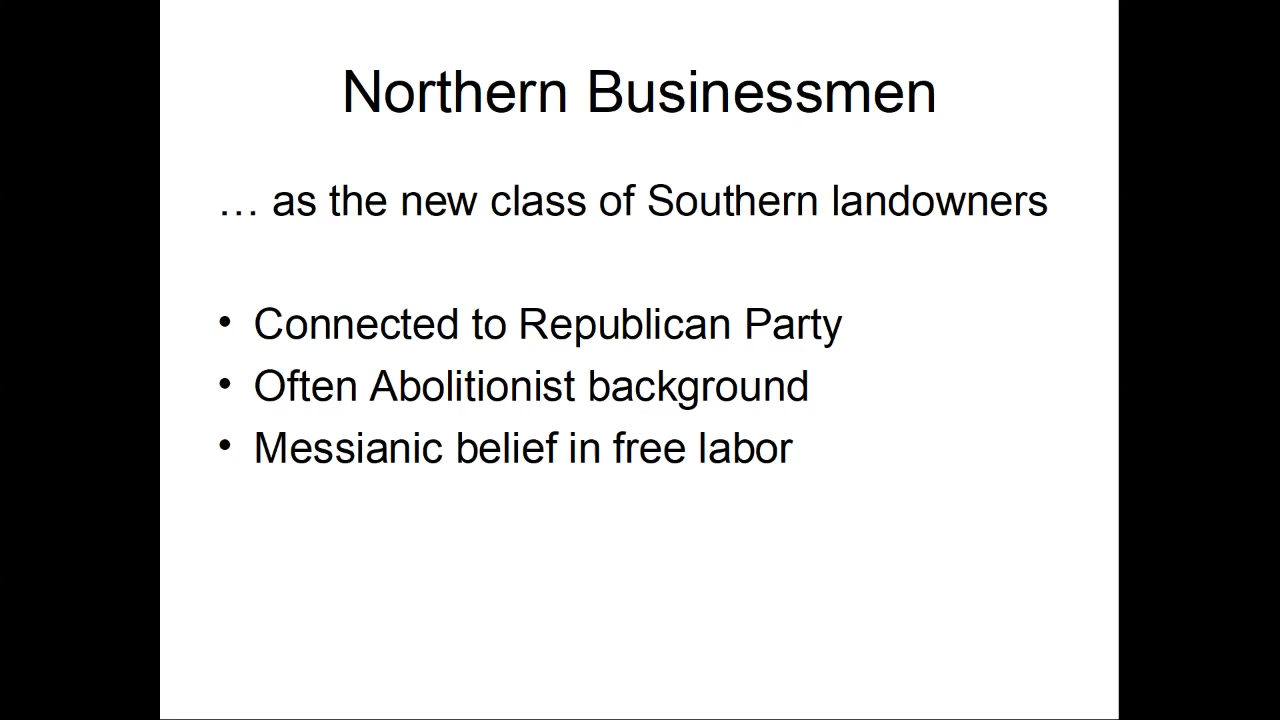 Northern Businessmen
… as the new class of Southern landowners
• Connected to Republican Party
• Often Abolitionist background
• Messianic belief in free labor